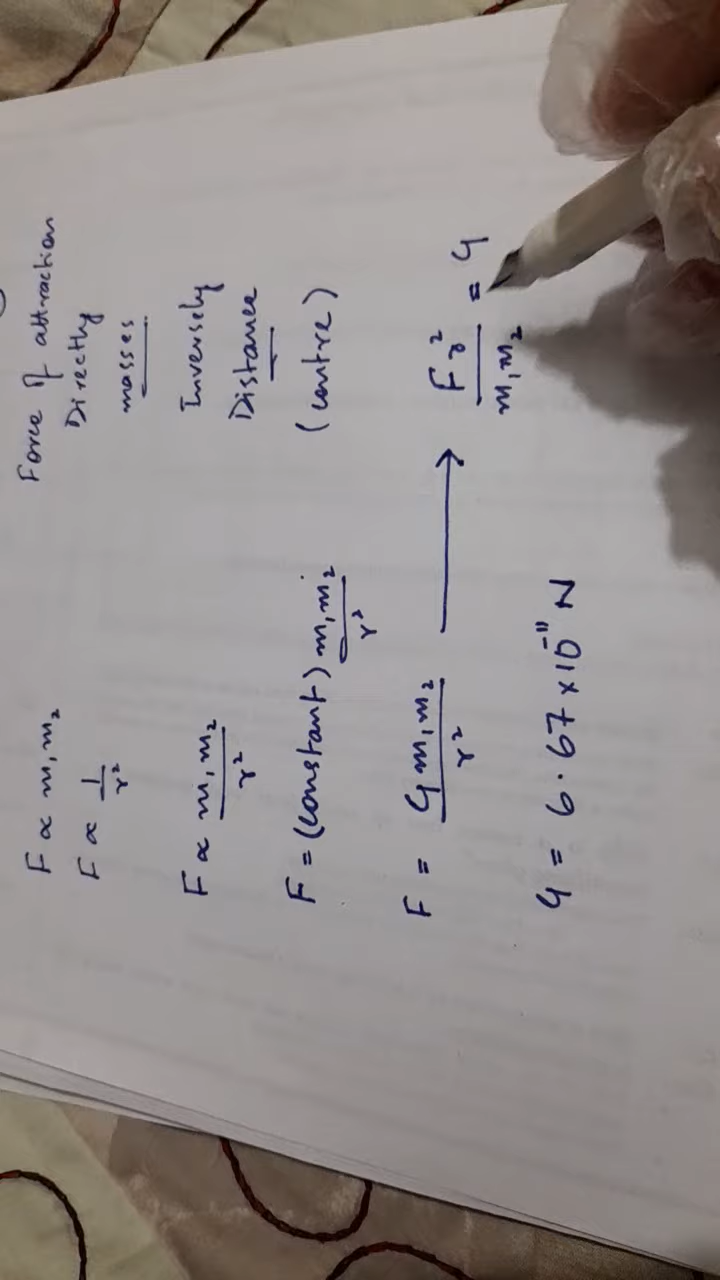 F ∝ m₁m₂
F ∝ 1/r²
F ∝ m₁m₂/r²
F = (constant) m₁m₂/r²
F = G m₁m₂/r² ⟶ Fr²/m₁m₂ = G
G = 6.67 × 10⁻¹¹ N
Force of attraction
Directly
masses
Inversely
Distance
(centre)